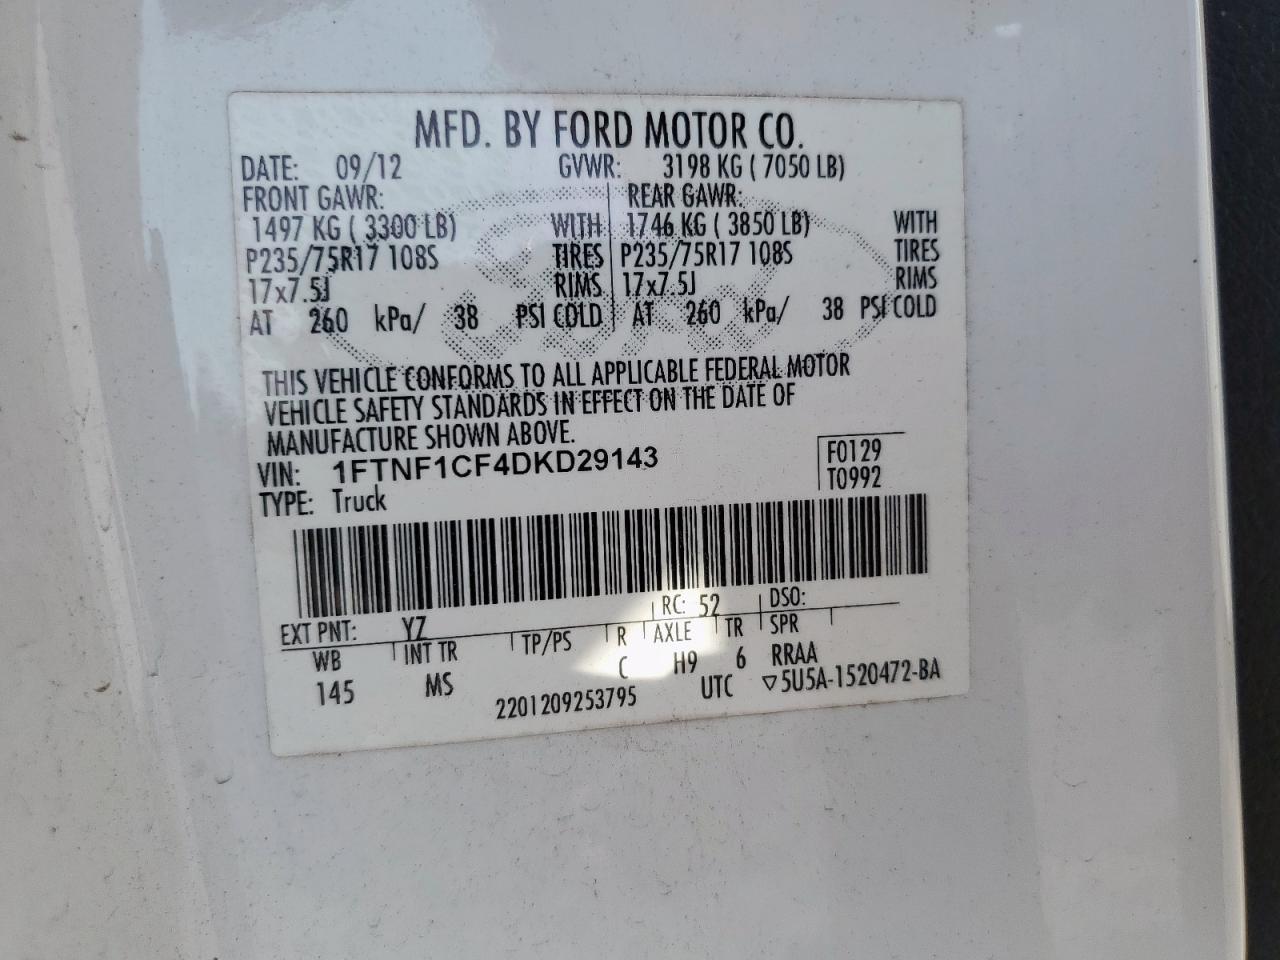 MFD. BY FORD MOTOR CO.
DATE: 09/12 GVWR: 3198 KG ( 7050 LB)
FRONT GAWR: REAR GAWR:
1497 KG ( 3300 LB) WITH 1746 KG ( 3850 LB) WITH
P235/75R17 108S TIRES P235/75R17 108S TIRES
17x7.5J RIMS 17x7.5J RIMS
AT 260 kPa/ 38 PSI COLD AT 260 kPa/ 38 PSI COLD
THIS VEHICLE CONFORMS TO ALL APPLICABLE FEDERAL MOTOR
VEHICLE SAFETY STANDARDS IN EFFECT ON THE DATE OF
MANUFACTURE SHOWN ABOVE.
VIN: 1FTNF1CF4DKD29143 F0129
TYPE: Truck T0992
EXT PNT: YZ RC: 52 DSO:
WB INT TR TP/PS R AXLE TR SPR
145 MS C H9 6 RRAA
2201209253795 UTC ▽5U5A-1520472-BA